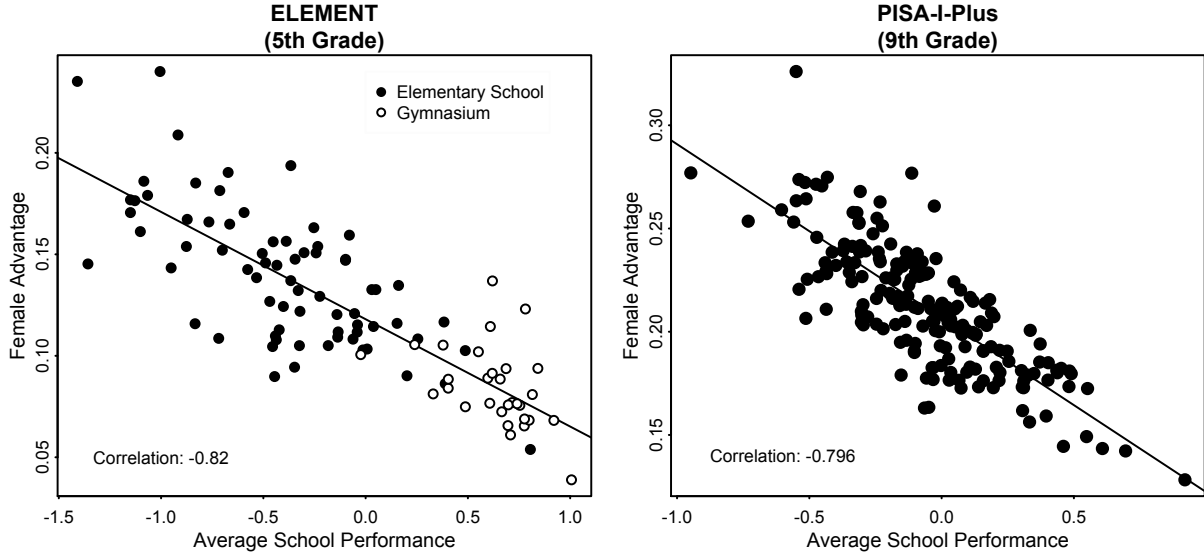 ELEMENT
(5th Grade)
Elementary School
Gymnasium
Female Advantage
0.20
0.15
0.10
0.05
Correlation: -0.82
-1.5 -1.0 -0.5 0.0 0.5 1.0
Average School Performance
PISA-I-Plus
(9th Grade)
Female Advantage
0.30
0.25
0.20
0.15
Correlation: -0.796
-1.0 -0.5 0.0 0.5
Average School Performance